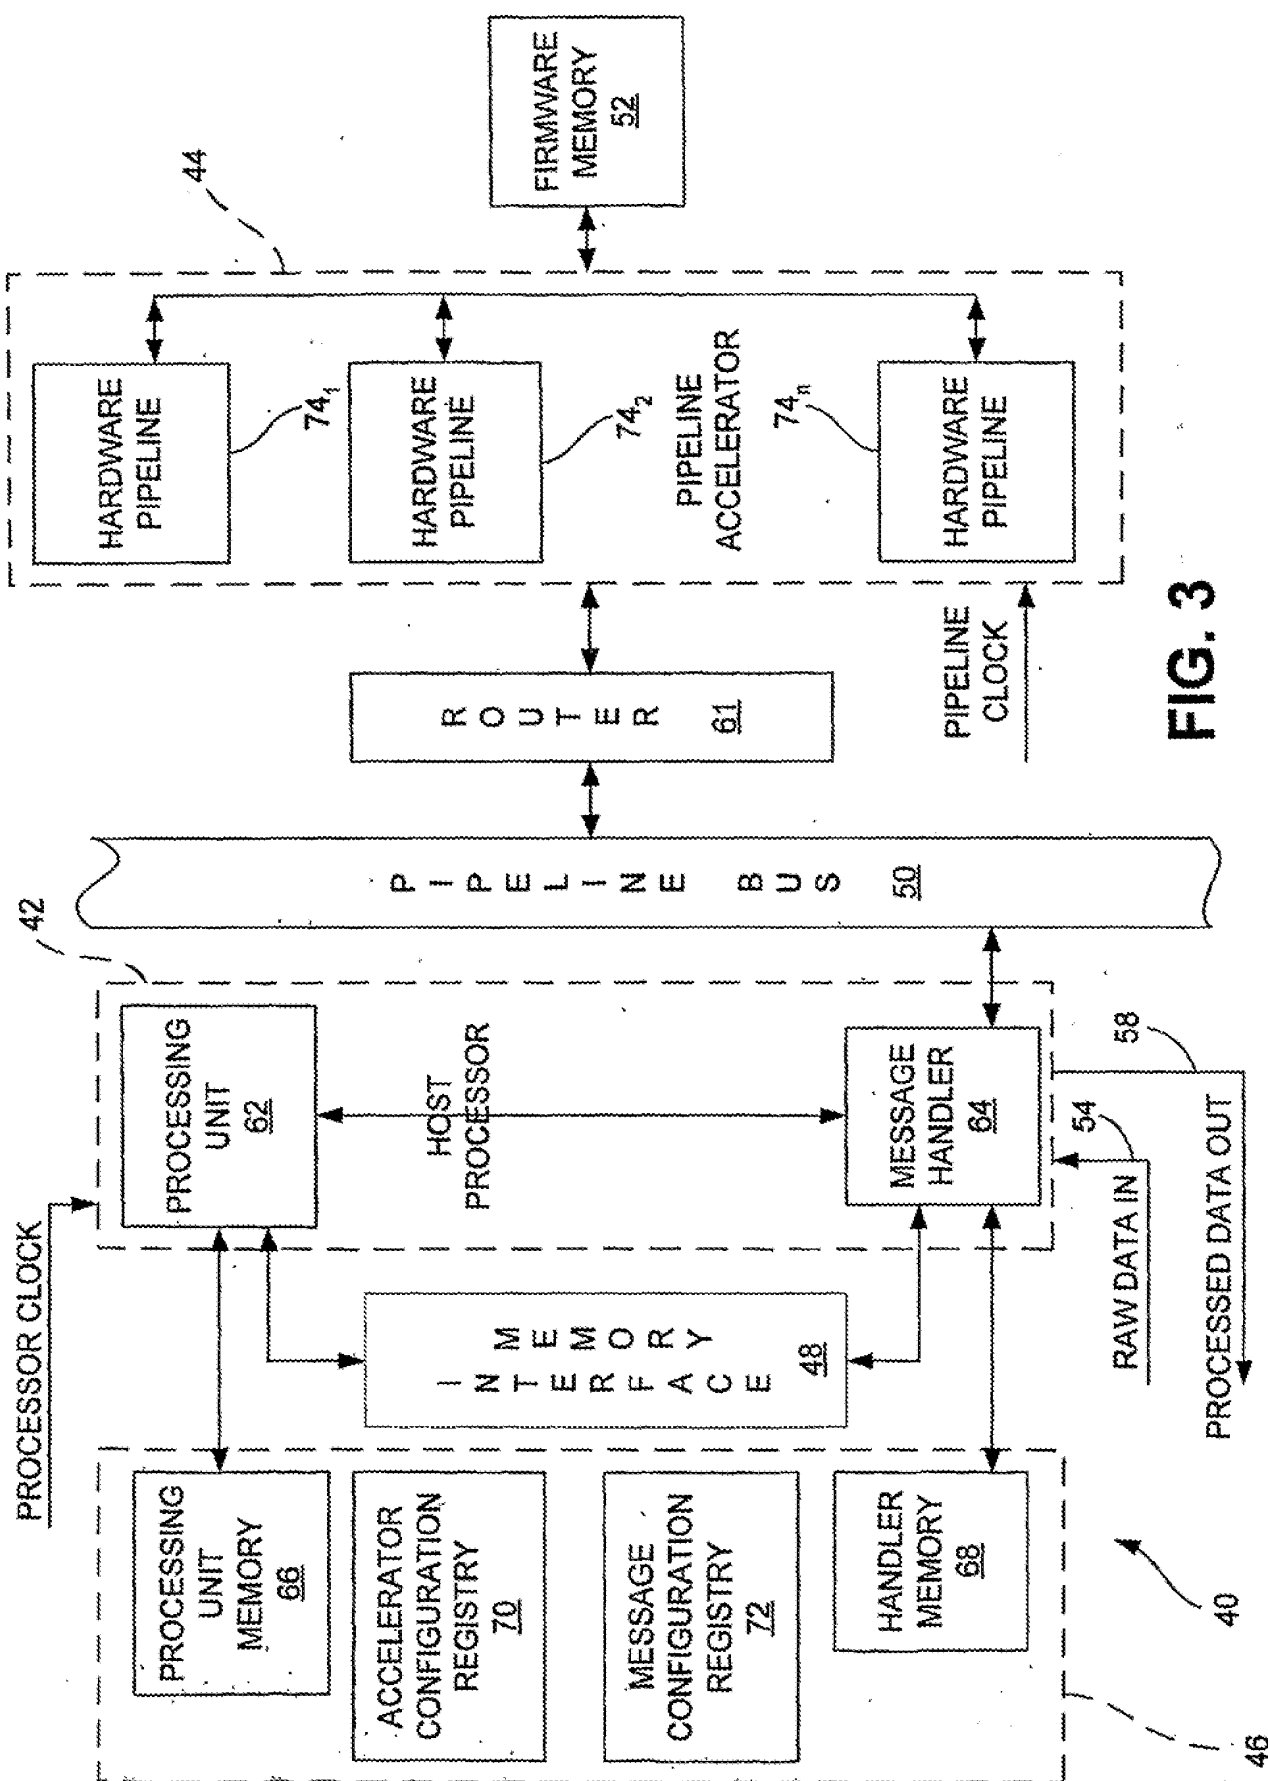 PROCESSOR CLOCK
42
44
PROCESSING
UNIT
MEMORY
66
ACCELERATOR
CONFIGURATION
REGISTRY
70
MESSAGE
CONFIGURATION
REGISTRY
72
HANDLER
MEMORY
68
46
40
MEMORY
INTERFACE
48
PROCESSING
UNIT
62
HOST
PROCESSOR
MESSAGE
HANDLER
64
RAW DATA IN
54
PROCESSED DATA OUT
58
PIPELINE BUS
50
ROUTER
61
PIPELINE
CLOCK
HARDWARE
PIPELINE
74₁
HARDWARE
PIPELINE
74₂
PIPELINE
ACCELERATOR
74ₙ
HARDWARE
PIPELINE
FIRMWARE
MEMORY
52
FIG. 3